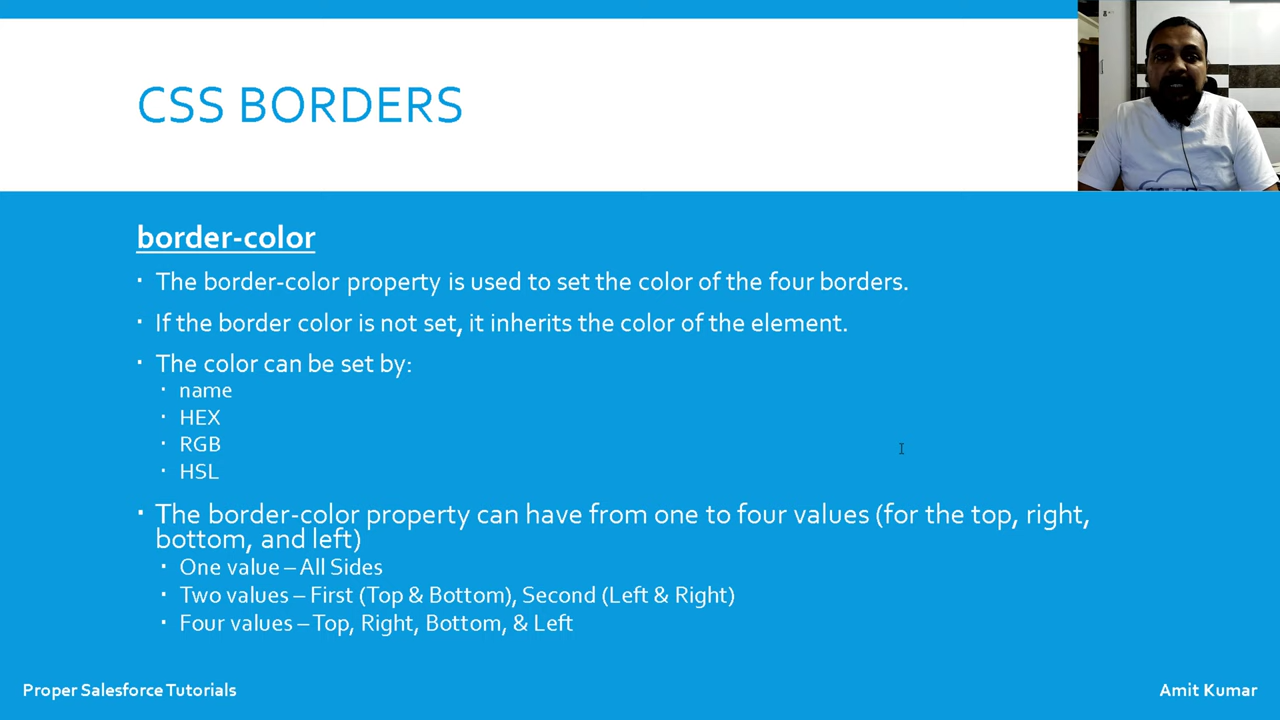 CSS BORDERS
border-color
· The border-color property is used to set the color of the four borders.
· If the border color is not set, it inherits the color of the element.
· The color can be set by:
· name
· HEX
· RGB
· HSL
· The border-color property can have from one to four values (for the top, right,
bottom, and left)
· One value – All Sides
· Two values – First (Top & Bottom), Second (Left & Right)
· Four values – Top, Right, Bottom, & Left
Proper Salesforce Tutorials
Amit Kumar